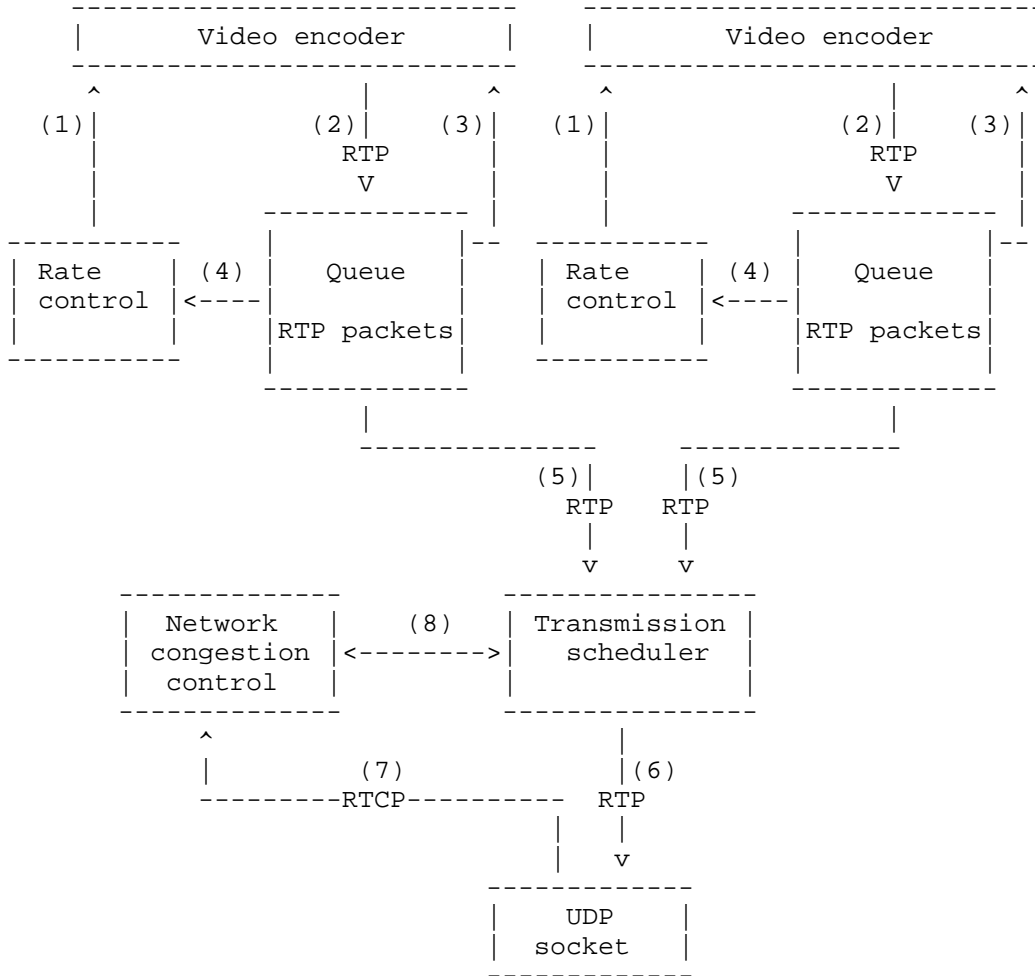 Video encoder Video encoder
(1) (2) (3) (1) (2) (3)
RTP RTP
Rate (4) Queue Rate (4) Queue
control control
RTP packets RTP packets
(5) (5)
RTP RTP
Network (8) Transmission
congestion scheduler
control
(7) (6)
RTCP RTP
UDP
socket